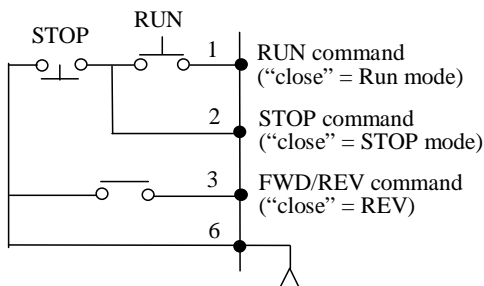 RUN
STOP
1
RUN command
(“close” = Run mode)
2
STOP command
(“close” = STOP mode)
3
FWD/REV command
(“close” = REV)
6